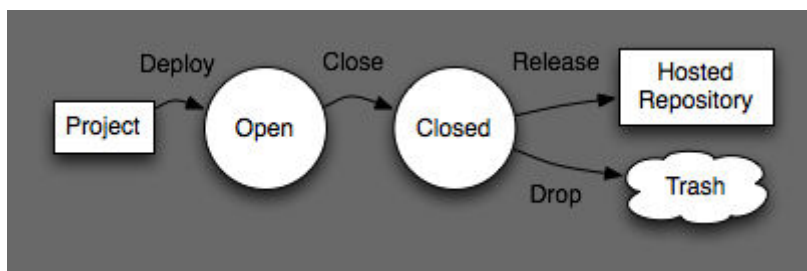 Deploy
Close
Release
Hosted
Repository
Project
Open
Closed
Trash
Drop